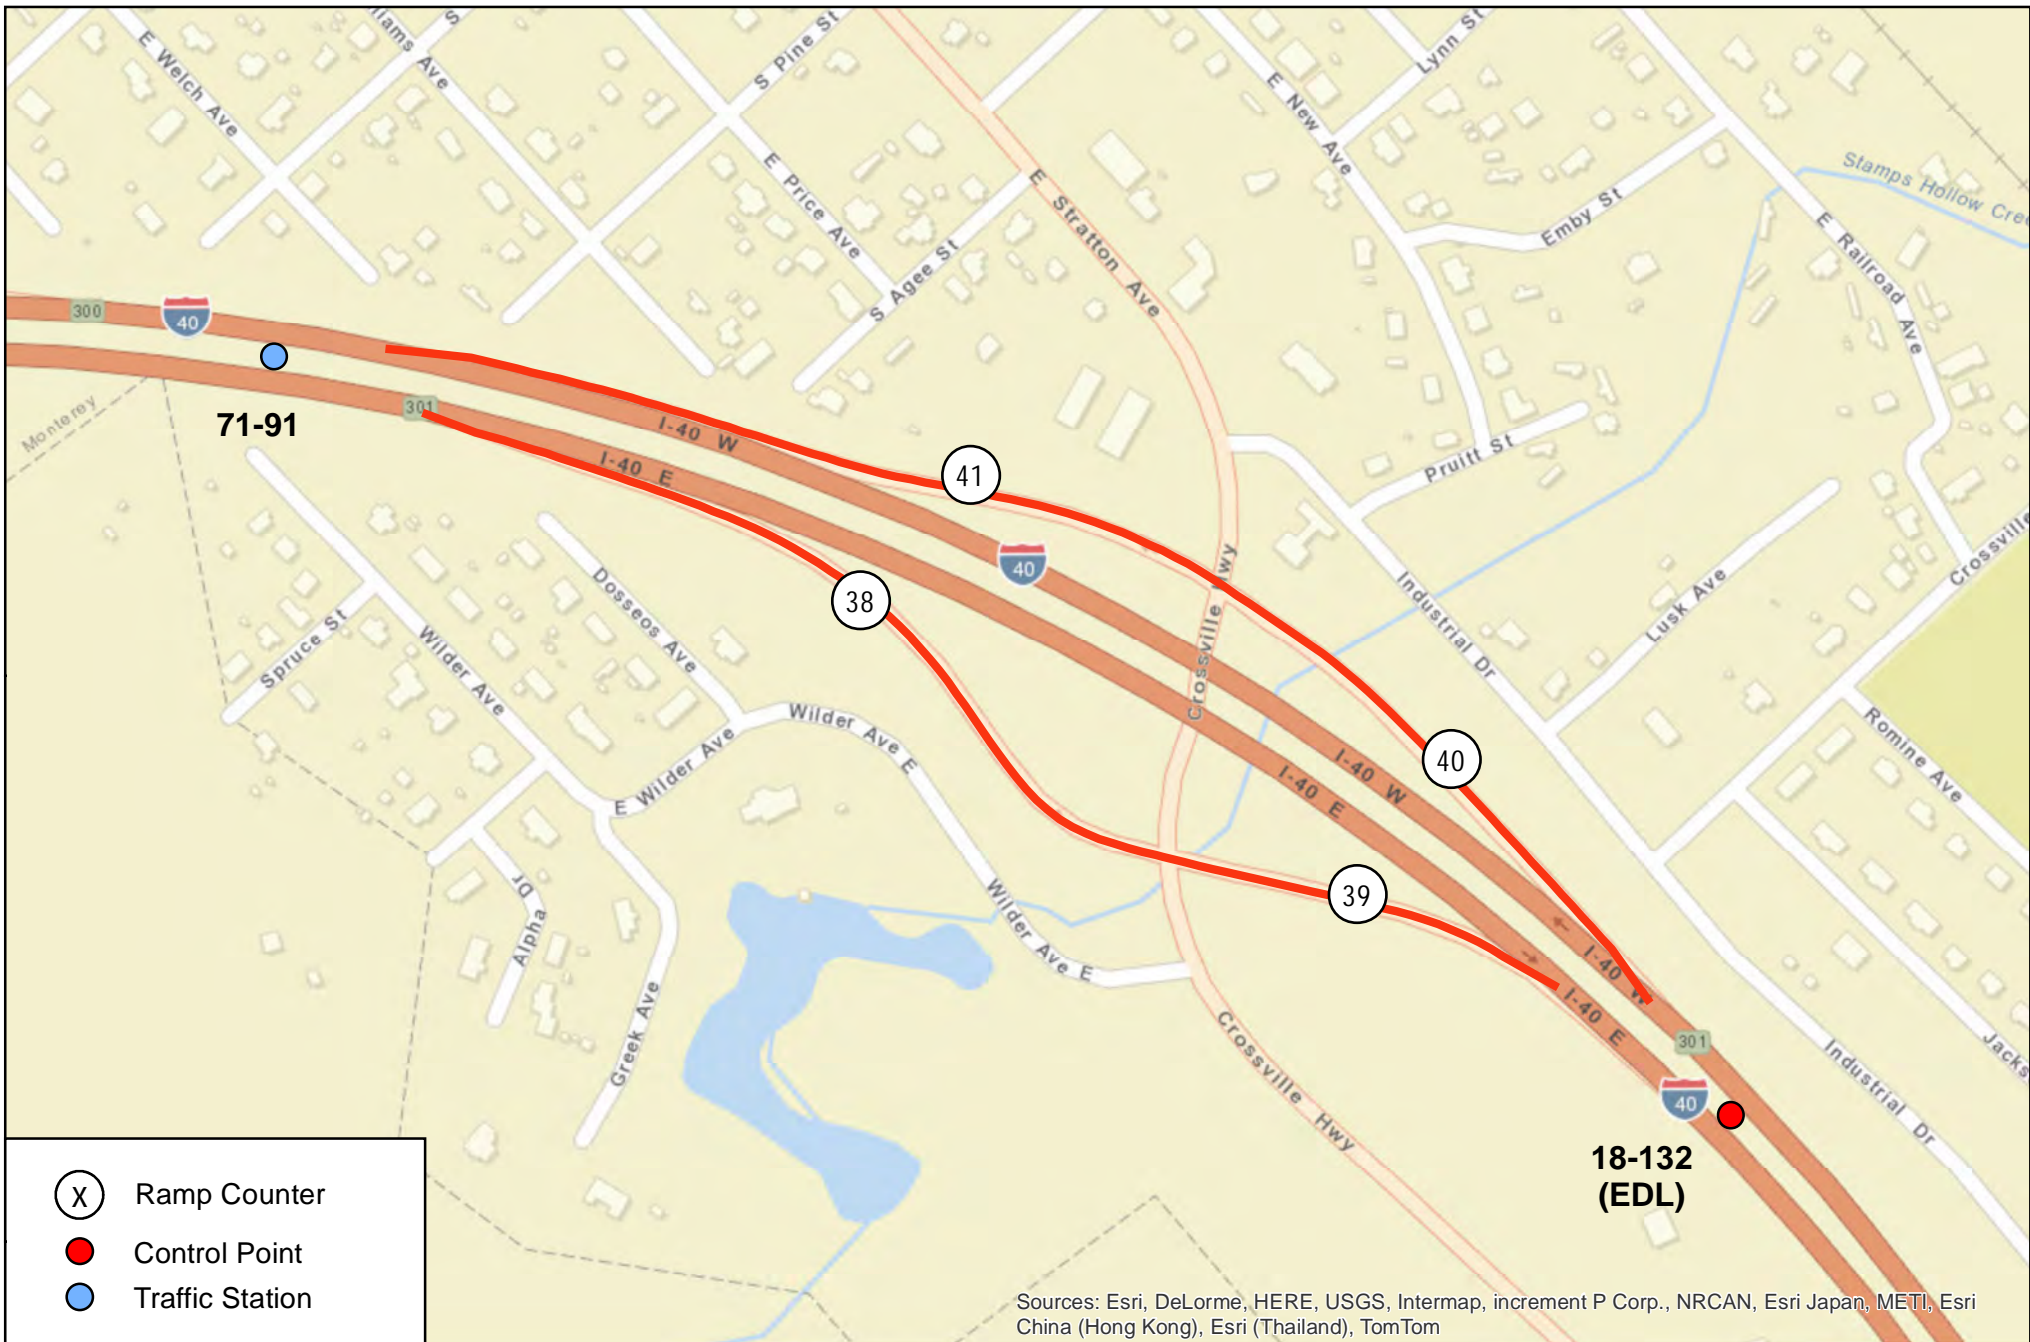 E Welch Ave
liams Ave
S
S Pine St
E Price Ave
S Agee St
E Stratton Ave
E New Ave
Lynn St
Emby St
Stamps Hollow Cree
E Railroad Ave
300
40
71-91
Monterey
301
I-40 W
I-40 E
41
40
38
Crossville Hwy
Pruitt St
Industrial Dr
Lusk Ave
Crossville
Romine Ave
Spruce St
Wilder Ave
Dosseos Ave
E Wilder Ave
Wilder Ave E
I-40 W
I-40 E
40
39
Alpha Dr
Greek Ave
Wilder Ave E
I-40 W
I-40 E
301
40
Crossville Hwy
Industrial Dr
Jacks
18-132
(EDL)
X Ramp Counter
Control Point
Traffic Station
Sources: Esri, DeLorme, HERE, USGS, Intermap, increment P Corp., NRCAN, Esri Japan, METI, Esri
China (Hong Kong), Esri (Thailand), TomTom